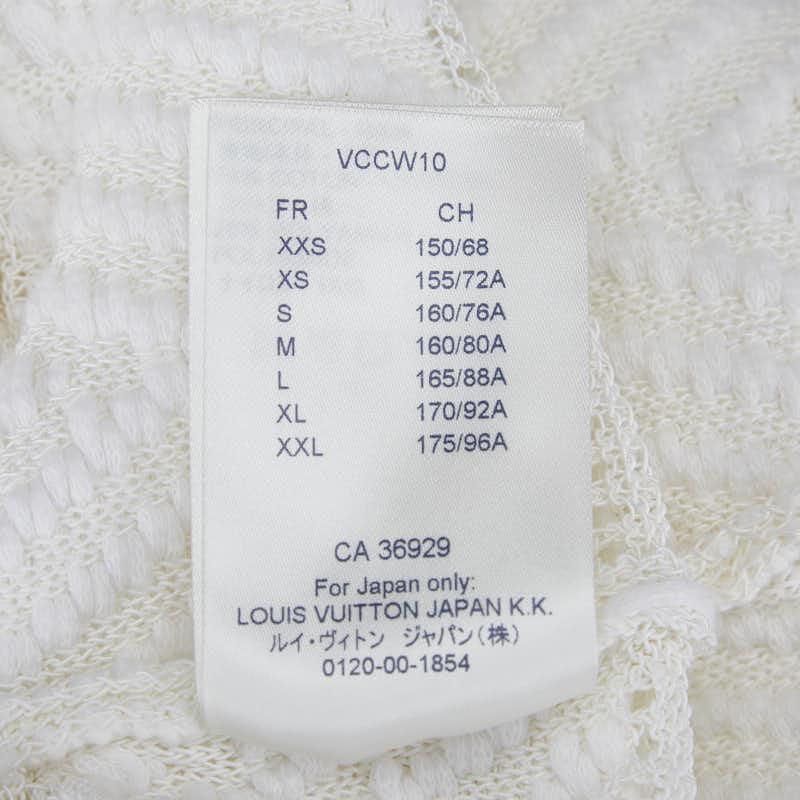 VCCW10
FR CH
XXS 150/68
XS 155/72A
S 160/76A
M 160/80A
L 165/88A
XL 170/92A
XXL 175/96A
CA 36929
For Japan only:
LOUIS VUITTON JAPAN K.K.
ルイ・ヴィトン ジャパン(株)
0120-00-1854